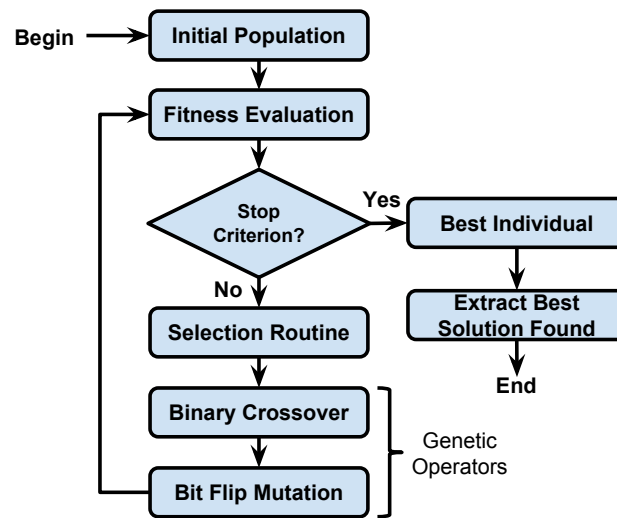 Begin
Initial Population
Fitness Evaluation
Stop
Criterion?
Yes
Best Individual
Extract Best
Solution Found
End
No
Selection Routine
Binary Crossover
Bit Flip Mutation
Genetic
Operators